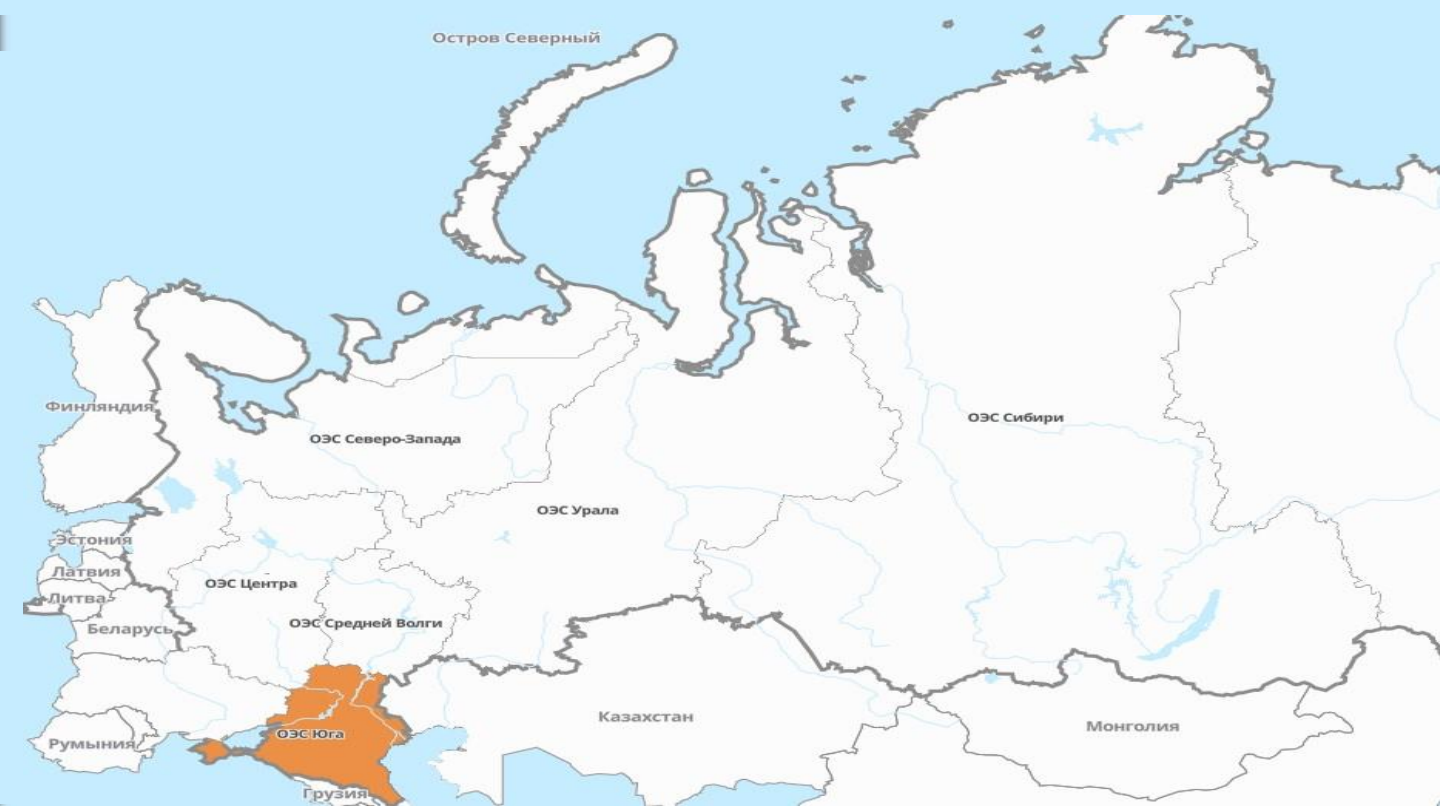 Остров Северный
Финляндия
ОЭС Северо-Запада
ОЭС Сибири
ОЭС Урала
Эстония
Латвия
ОЭС Центра
Литва
ОЭС Средней Волги
Беларусь
Казахстан
Монголия
ОЭС Юга
Румыния
Грузия